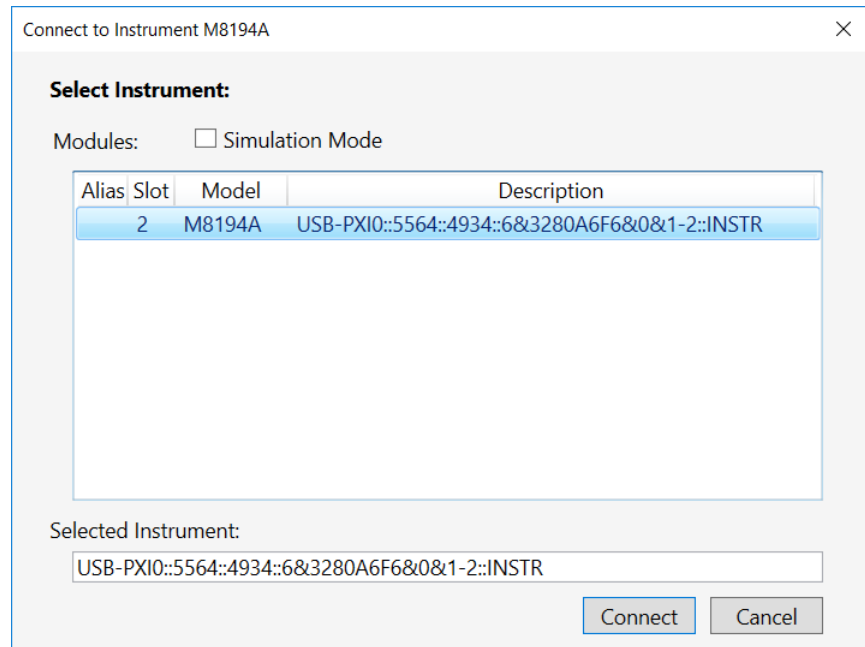 Connect to Instrument M8194A
Select Instrument:
Modules: Simulation Mode
Alias Slot Model Description
2 M8194A USB-PXI0::5564::4934::6&3280A6F6&0&1-2::INSTR
Selected Instrument:
USB-PXI0::5564::4934::6&3280A6F6&0&1-2::INSTR
Connect Cancel